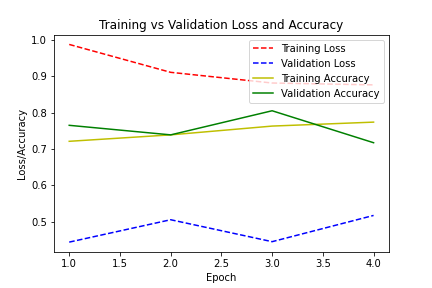 Training vs Validation Loss and Accuracy
1.0
0.9
0.8
0.7
0.6
0.5
Loss/Accuracy
Training Loss
Validation Loss
Training Accuracy
Validation Accuracy
1.0 1.5 2.0 2.5 3.0 3.5 4.0
Epoch